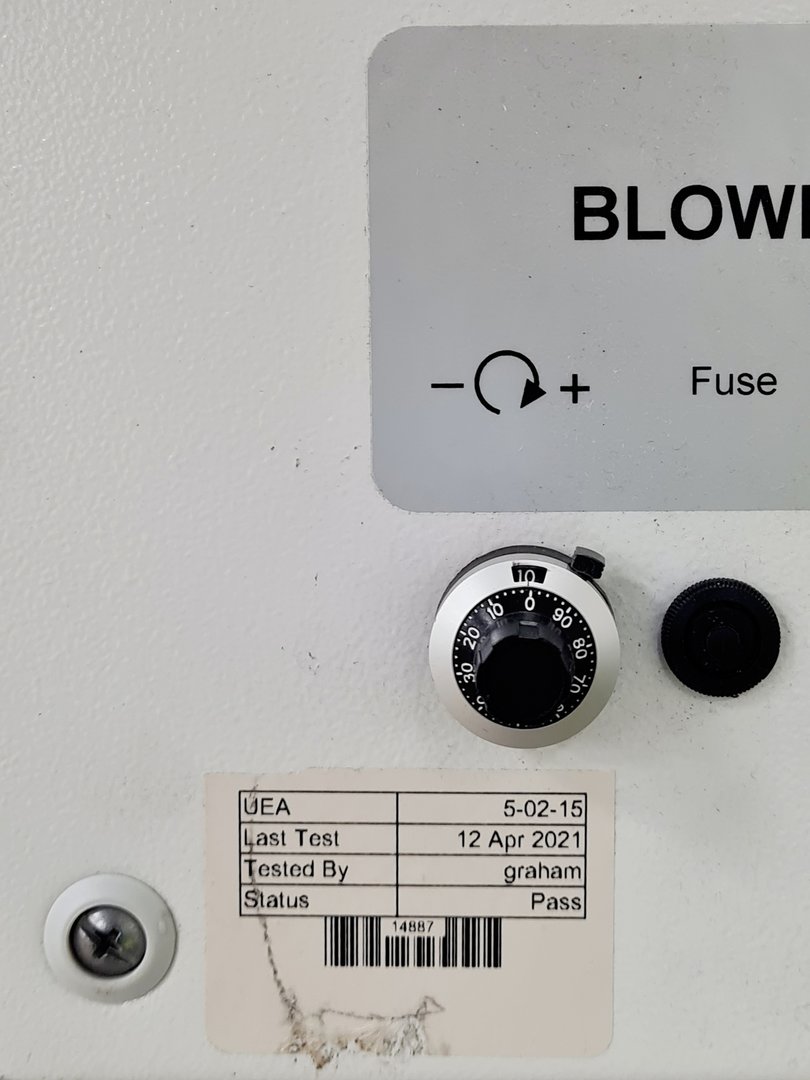 BLOWE
− +
Fuse
10
0
10
20
30
90
80
70
UEA 5-02-15
Last Test 12 Apr 2021
Tested By graham
Status Pass
14887